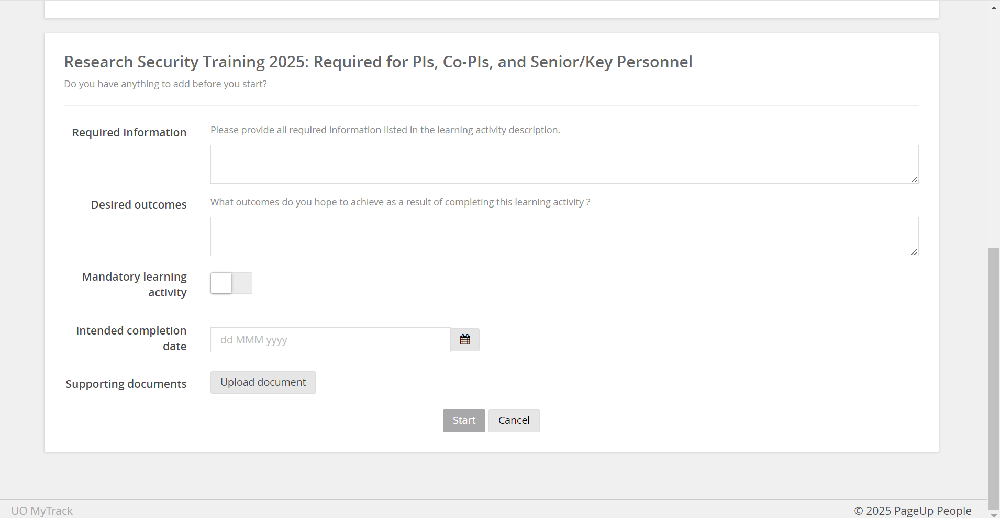 Research Security Training 2025: Required for PIs, Co-PIs, and Senior/Key Personnel
Do you have anything to add before you start?
Required Information
Please provide all required information listed in the learning activity description.
Desired outcomes
What outcomes do you hope to achieve as a result of completing this learning activity ?
Mandatory learning
activity
Intended completion
date
dd MMM yyyy
Supporting documents
Upload document
Start
Cancel
UO MyTrack
© 2025 PageUp People